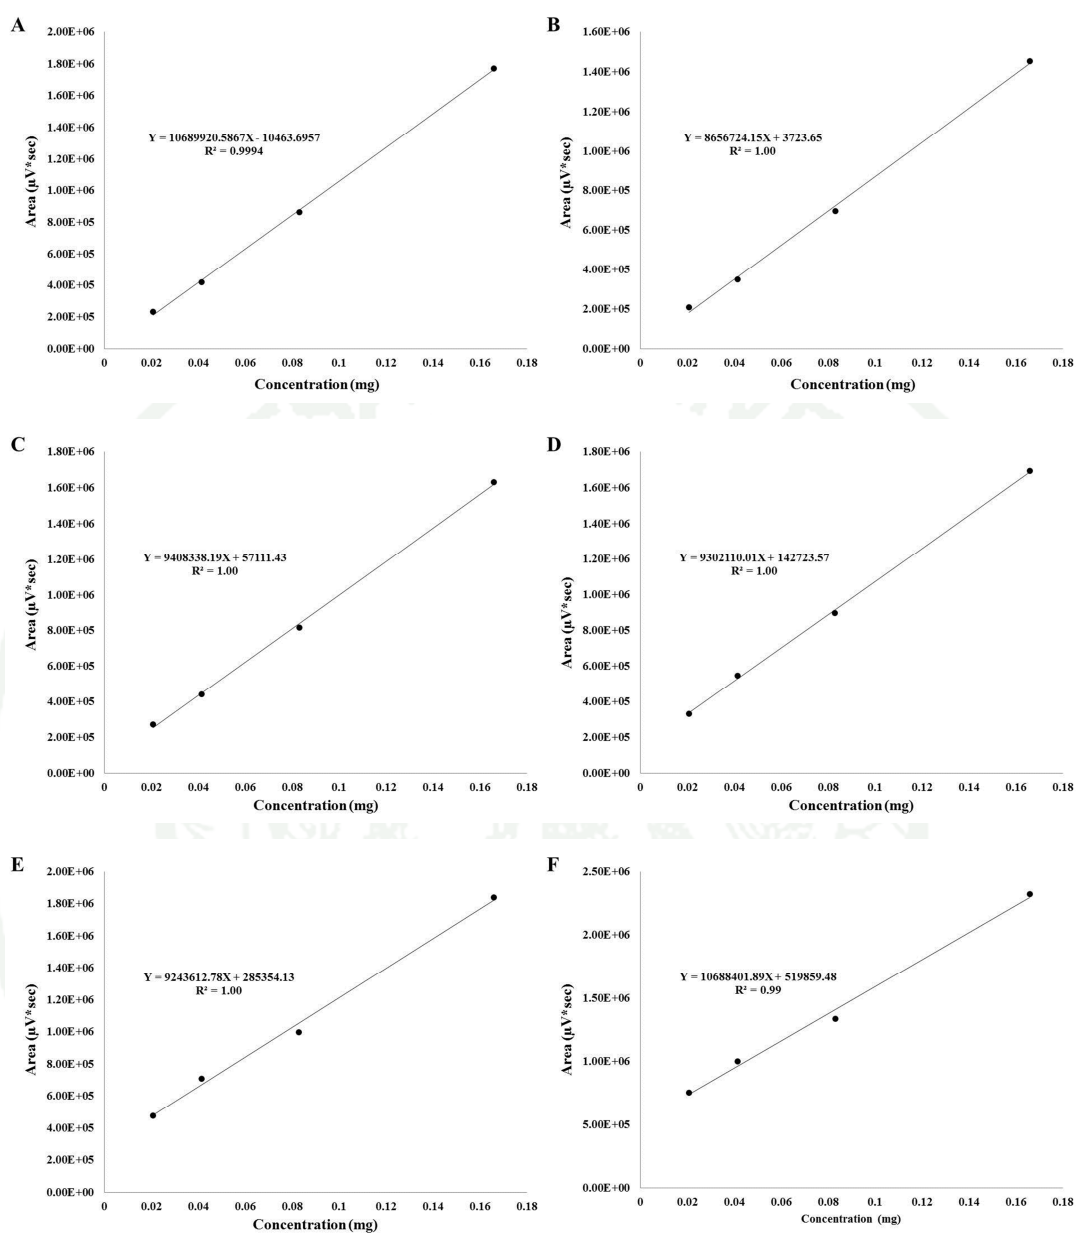 A
2.00E+06
1.80E+06
1.60E+06
1.40E+06
1.20E+06
1.00E+06
8.00E+05
6.00E+05
4.00E+05
2.00E+05
0.00E+00
Area (µV*sec)
Y = 10689920.5867X - 10463.6957
R² = 0.9994
0 0.02 0.04 0.06 0.08 0.1 0.12 0.14 0.16 0.18
Concentration (mg)
B
1.60E+06
1.40E+06
1.20E+06
1.00E+06
8.00E+05
6.00E+05
4.00E+05
2.00E+05
0.00E+00
Area (µV*sec)
Y = 8656724.15X + 3723.65
R² = 1.00
0 0.02 0.04 0.06 0.08 0.1 0.12 0.14 0.16 0.18
Concentration (mg)
C
1.80E+06
1.60E+06
1.40E+06
1.20E+06
1.00E+06
8.00E+05
6.00E+05
4.00E+05
2.00E+05
0.00E+00
Area (µV*sec)
Y = 9408338.19X + 57111.43
R² = 1.00
0 0.02 0.04 0.06 0.08 0.1 0.12 0.14 0.16 0.18
Concentration (mg)
D
1.80E+06
1.60E+06
1.40E+06
1.20E+06
1.00E+06
8.00E+05
6.00E+05
4.00E+05
2.00E+05
0.00E+00
Area (µV*sec)
Y = 9302110.01X + 142723.57
R² = 1.00
0 0.02 0.04 0.06 0.08 0.1 0.12 0.14 0.16 0.18
Concentration (mg)
E
2.00E+06
1.80E+06
1.60E+06
1.40E+06
1.20E+06
1.00E+06
8.00E+05
6.00E+05
4.00E+05
2.00E+05
0.00E+00
Area (µV*sec)
Y = 9243612.78X + 285354.13
R² = 1.00
0 0.02 0.04 0.06 0.08 0.1 0.12 0.14 0.16 0.18
Concentration (mg)
F
2.50E+06
2.00E+06
1.50E+06
1.00E+06
5.00E+05
0.00E+00
Area (µV*sec)
Y = 10688401.89X + 519859.48
R² = 0.99
0 0.02 0.04 0.06 0.08 0.1 0.12 0.14 0.16 0.18
Concentration (mg)